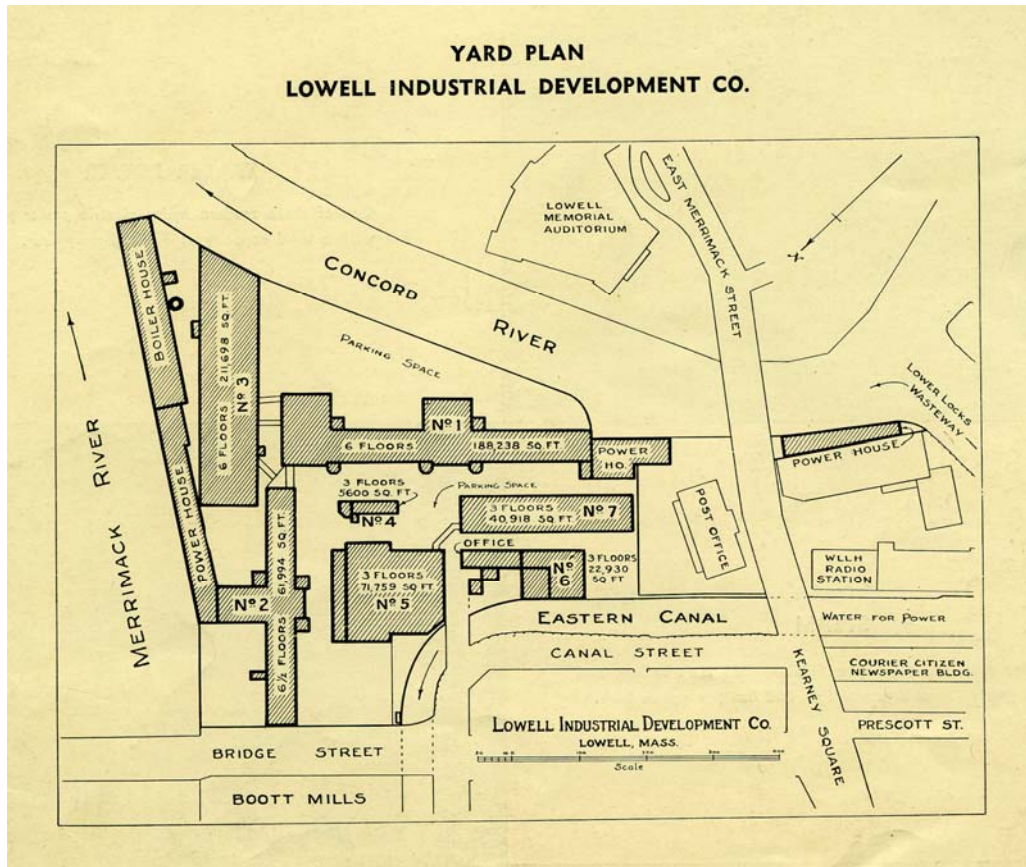 YARD PLAN
LOWELL INDUSTRIAL DEVELOPMENT CO.
LOWELL
MEMORIAL
AUDITORIUM
EAST MERRIMACK STREET
CONCORD
RIVER
BOILER HOUSE
6 FLOORS 211,698 SQ.FT.
Nº 3
PARKING SPACE
LOWER LOCKS
WASTEWAY
MERRIMACK RIVER
Nº 1
6 FLOORS 188,238 SQ.FT.
POWER
HO.
POWER HOUSE
3 FLOORS
5600 SQ. FT.
Nº 4
PARKING SPACE
3 FLOORS
40,918 SQ.FT.
Nº 7
POST OFFICE
POWER HOUSE
Nº 2
6½ FLOORS 61,994 SQ.FT.
3 FLOORS
71,759 SQ.FT.
Nº 5
OFFICE
Nº
6
3 FLOORS
22,930
SQ FT
WLLH
RADIO
STATION
EASTERN CANAL
WATER FOR POWER
CANAL STREET
COURIER CITIZEN
NEWSPAPER BLDG.
KEARNEY SQUARE
PRESCOTT ST.
LOWELL INDUSTRIAL DEVELOPMENT CO.
LOWELL, MASS.
Scale
BRIDGE STREET
BOOTT MILLS